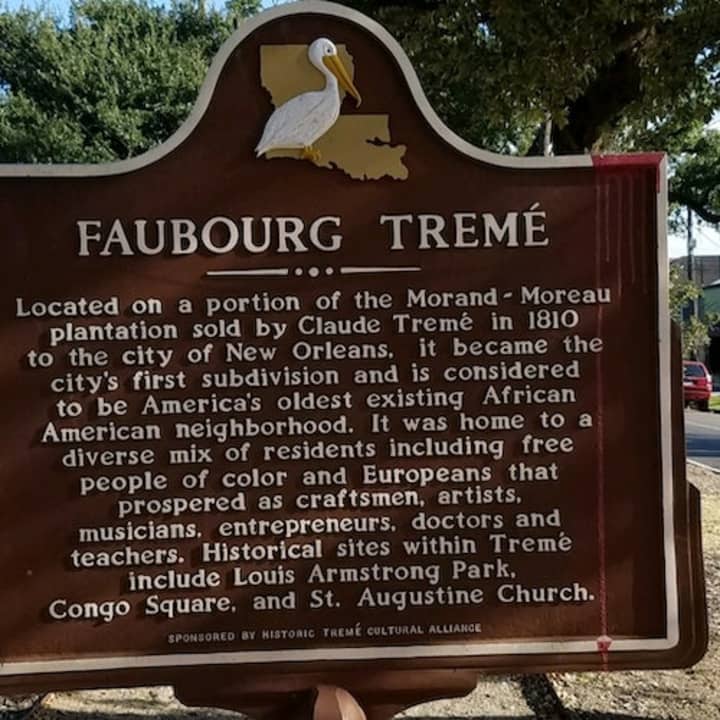 FAUBOURG TREMÉ
Located on a portion of the Morand-Moreau
plantation sold by Claude Tremé in 1810
to the city of New Orleans, it became the
city's first subdivision and is considered
to be America's oldest existing African
American neighborhood. It was home to a
diverse mix of residents including free
people of color and Europeans that
prospered as craftsmen, artists,
musicians, entrepreneurs, doctors and
teachers. Historical sites within Tremé
include Louis Armstrong Park,
Congo Square, and St. Augustine Church.
SPONSORED BY HISTORIC TREMÉ CULTURAL ALLIANCE